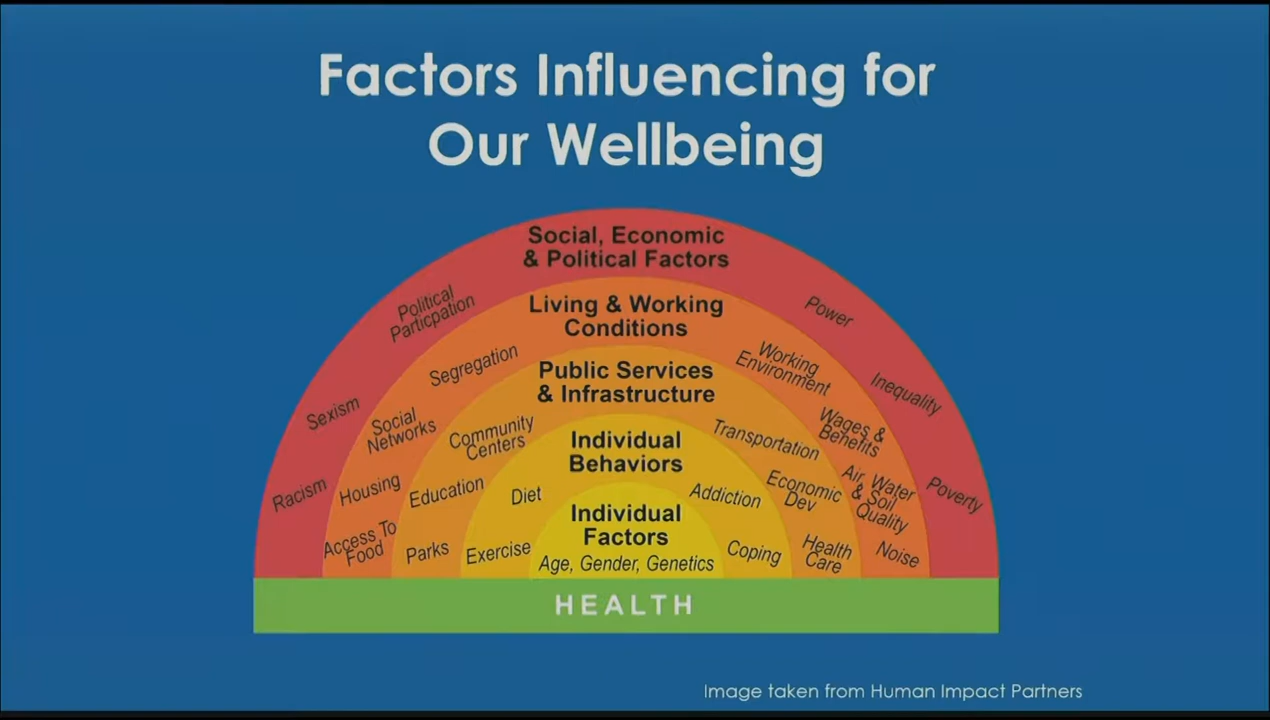 Factors Influencing for
Our Wellbeing
Social, Economic
& Political Factors
Political
Particpation
Sexism
Racism
Power
Inequality
Poverty
Living & Working
Conditions
Segregation
Social
Networks
Housing
Access To
Food
Working
Environment
Wages &
Benefits
Air, Water
& Soil
Quality
Noise
Public Services
& Infrastructure
Community
Centers
Education
Parks
Transportation
Economic
Dev
Health
Care
Individual
Behaviors
Diet
Exercise
Addiction
Coping
Individual
Factors
Age, Gender, Genetics
HEALTH
Image taken from Human Impact Partners